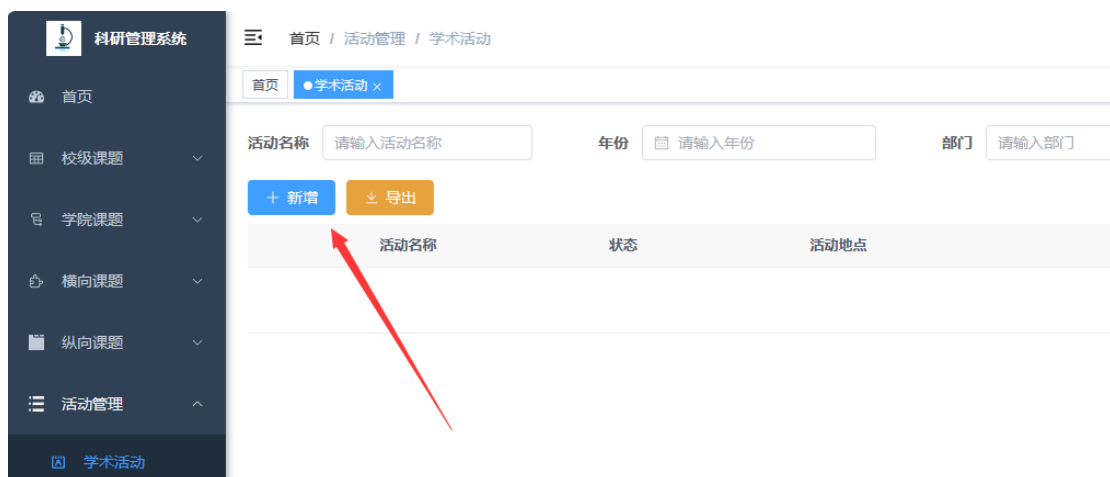 科研管理系统
首页 / 活动管理 / 学术活动
首页
学术活动 ×
首页
校级课题
学院课题
横向课题
纵向课题
活动管理
学术活动
活动名称 请输入活动名称 年份 请输入年份 部门 请输入部门
+ 新增 导出
活动名称 状态 活动地点